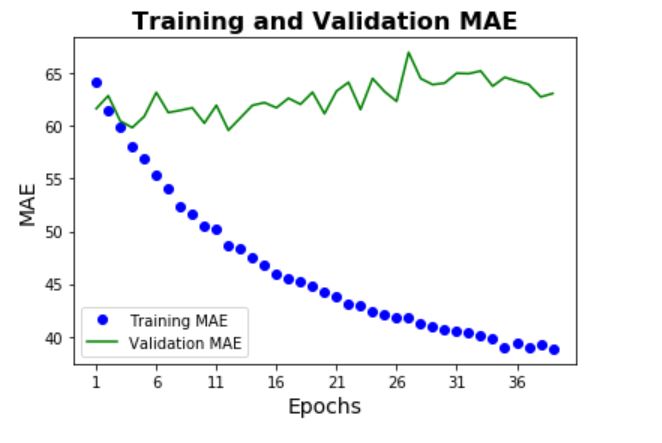 Training and Validation MAE
65
60
55
50
45
40
MAE
Training MAE
Validation MAE
1 6 11 16 21 26 31 36
Epochs